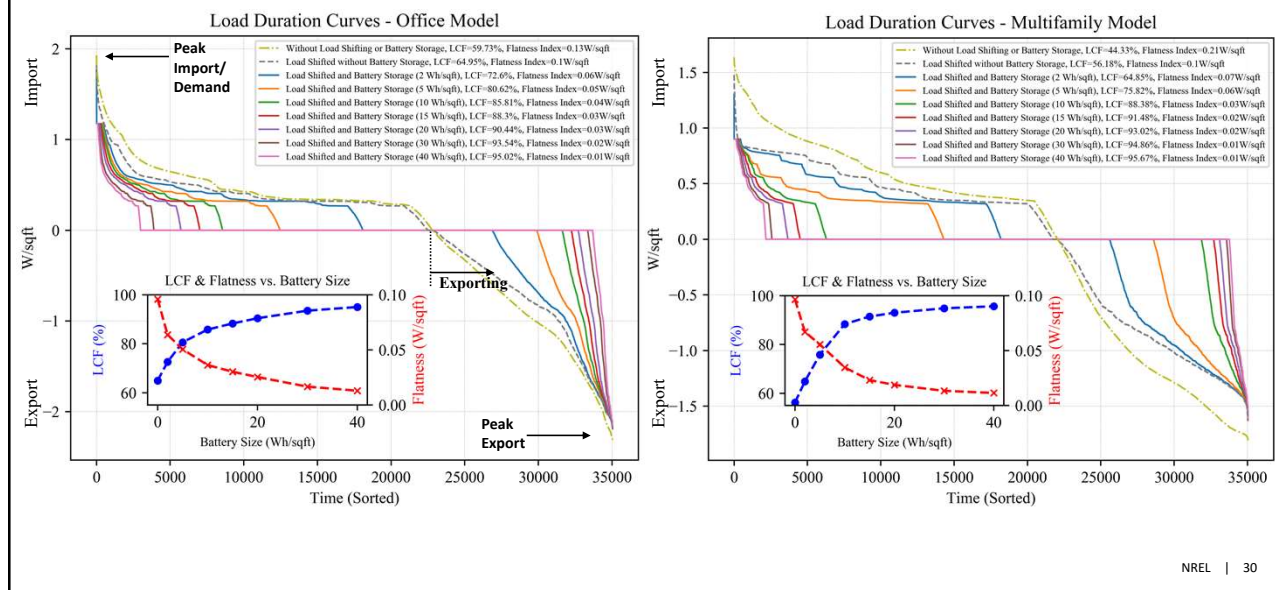 Load Duration Curves - Office Model
Import
W/sqft
Export
2
1
0
−1
−2
Peak
Import/
Demand
Without Load Shifting or Battery Storage, LCF=59.73%, Flatness Index=0.13W/sqft
Load Shifted without Battery Storage, LCF=64.95%, Flatness Index=0.1W/sqft
Load Shifted and Battery Storage (2 Wh/sqft), LCF=72.6%, Flatness Index=0.06W/sqft
Load Shifted and Battery Storage (5 Wh/sqft), LCF=80.62%, Flatness Index=0.05W/sqft
Load Shifted and Battery Storage (10 Wh/sqft), LCF=85.81%, Flatness Index=0.04W/sqft
Load Shifted and Battery Storage (15 Wh/sqft), LCF=88.3%, Flatness Index=0.03W/sqft
Load Shifted and Battery Storage (20 Wh/sqft), LCF=90.44%, Flatness Index=0.03W/sqft
Load Shifted and Battery Storage (30 Wh/sqft), LCF=93.54%, Flatness Index=0.02W/sqft
Load Shifted and Battery Storage (40 Wh/sqft), LCF=95.02%, Flatness Index=0.01W/sqft
Exporting
LCF & Flatness vs. Battery Size
LCF (%)
100
80
60
0.10
0.05
0.00
Flatness (W/sqft)
0 20 40
Battery Size (Wh/sqft)
Peak
Export
0 5000 10000 15000 20000 25000 30000 35000
Time (Sorted)
Load Duration Curves - Multifamily Model
Import
W/sqft
Export
1.5
1.0
0.5
0.0
−0.5
−1.0
−1.5
Without Load Shifting or Battery Storage, LCF=44.33%, Flatness Index=0.21W/sqft
Load Shifted without Battery Storage, LCF=56.18%, Flatness Index=0.1W/sqft
Load Shifted and Battery Storage (2 Wh/sqft), LCF=64.85%, Flatness Index=0.07W/sqft
Load Shifted and Battery Storage (5 Wh/sqft), LCF=75.82%, Flatness Index=0.06W/sqft
Load Shifted and Battery Storage (10 Wh/sqft), LCF=88.38%, Flatness Index=0.03W/sqft
Load Shifted and Battery Storage (15 Wh/sqft), LCF=91.48%, Flatness Index=0.02W/sqft
Load Shifted and Battery Storage (20 Wh/sqft), LCF=93.02%, Flatness Index=0.02W/sqft
Load Shifted and Battery Storage (30 Wh/sqft), LCF=94.86%, Flatness Index=0.01W/sqft
Load Shifted and Battery Storage (40 Wh/sqft), LCF=95.67%, Flatness Index=0.01W/sqft
LCF & Flatness vs. Battery Size
LCF (%)
100
80
60
0.10
0.05
0.00
Flatness (W/sqft)
0 20 40
Battery Size (Wh/sqft)
0 5000 10000 15000 20000 25000 30000 35000
Time (Sorted)
NREL | 30